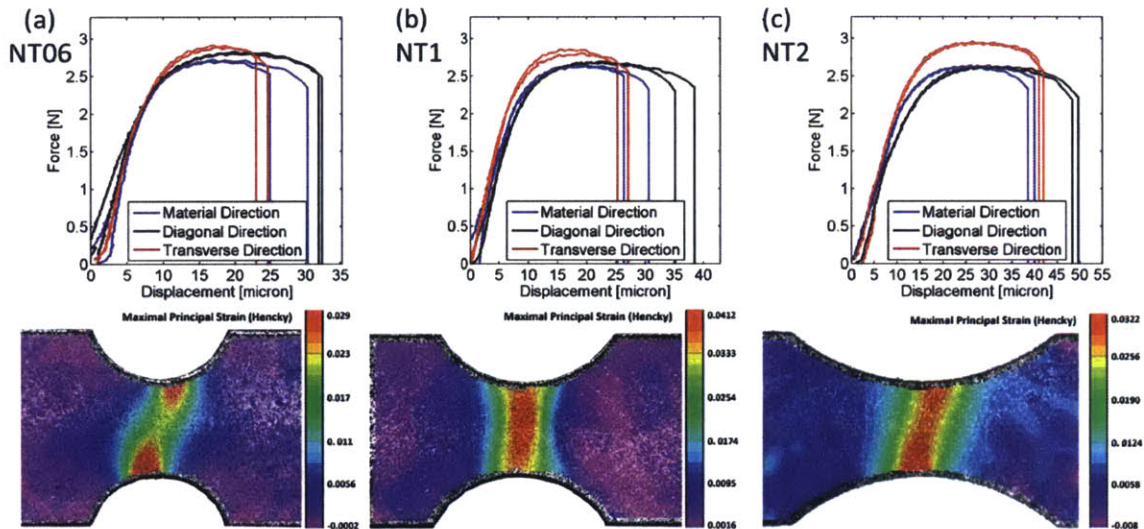 (a)
NT06
Force [N]
3
2.5
2
1.5
1
0.5
0
0 5 10 15 20 25 30 35
Displacement [micron]
Material Direction
Diagonal Direction
Transverse Direction
(b)
NT1
Force [N]
3
2.5
2
1.5
1
0.5
0
0 5 10 15 20 25 30 35 40
Displacement [micron]
Material Direction
Diagonal Direction
Transverse Direction
(c)
NT2
Force [N]
3
2.5
2
1.5
1
0.5
0
0 5 10 15 20 25 30 35 40 45 50 55
Displacement [micron]
Material Direction
Diagonal Direction
Transverse Direction
Maximal Principal Strain (Hencky)
0.029
0.023
0.017
0.011
0.0056
-0.0002
Maximal Principal Strain (Hencky)
0.0412
0.0333
0.0254
0.0174
0.0095
0.0016
Maximal Principal Strain (Hencky)
0.0322
0.0256
0.0190
0.0124
0.0058
-0.008